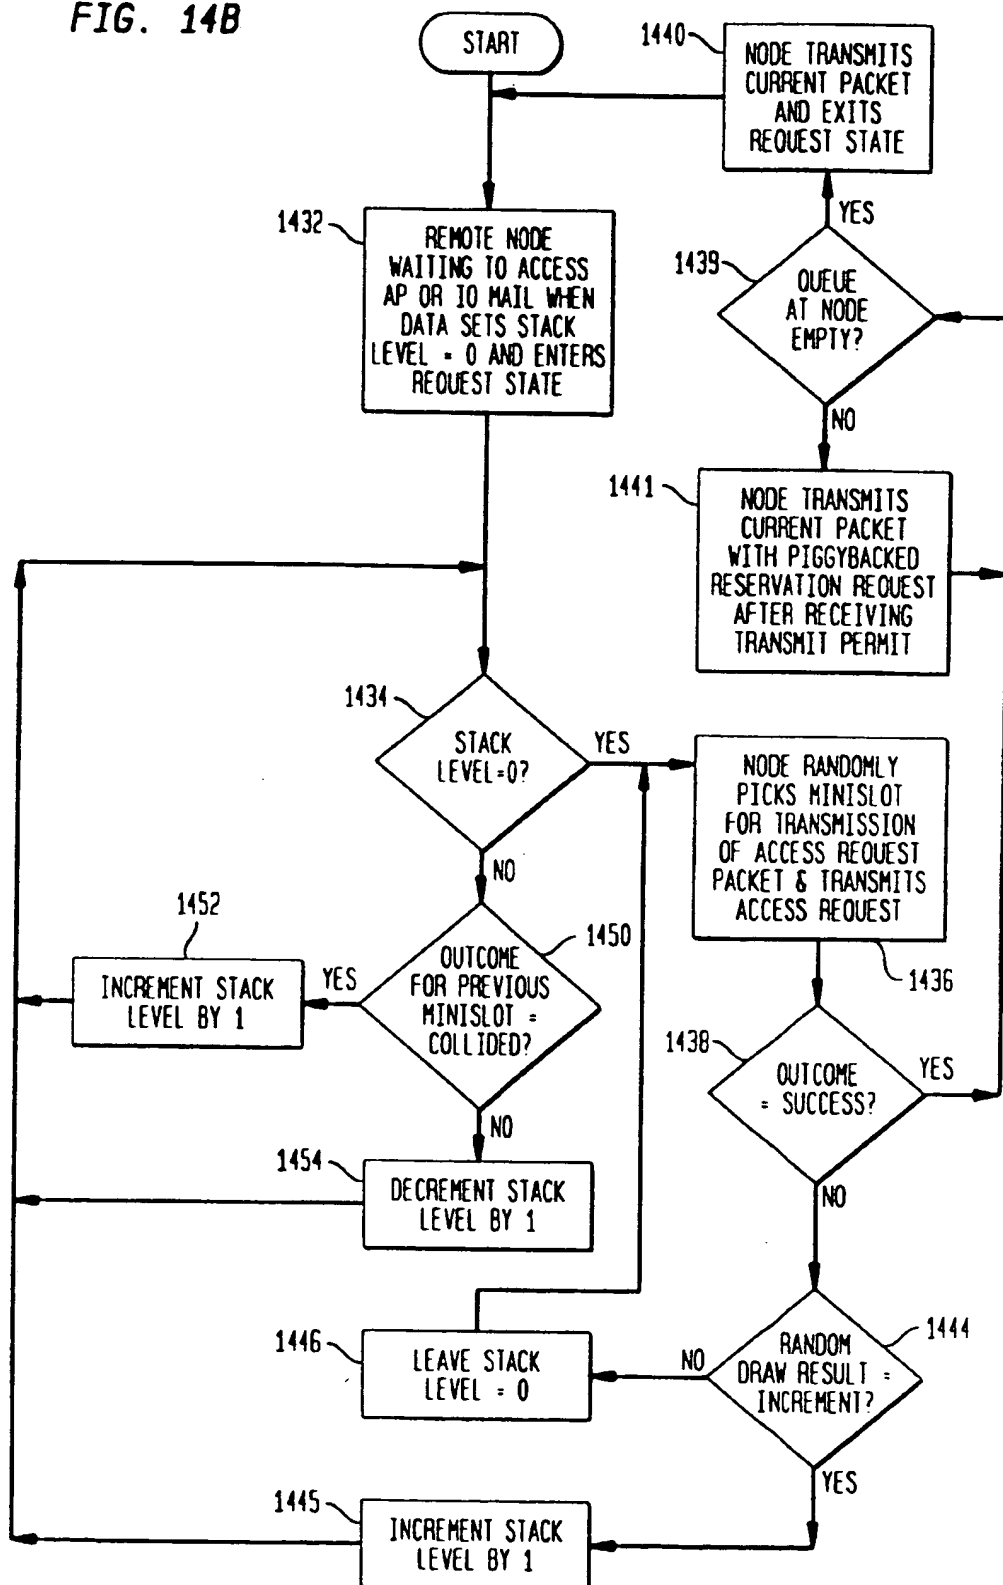 FIG. 14B
START
1440
NODE TRANSMITS
CURRENT PACKET
AND EXITS
REQUEST STATE
YES
1432
REMOTE NODE
WAITING TO ACCESS
AP OR IO MAIL WHEN
DATA SETS STACK
LEVEL = 0 AND ENTERS
REQUEST STATE
1439
QUEUE
AT NODE
EMPTY?
NO
1441
NODE TRANSMITS
CURRENT PACKET
WITH PIGGYBACKED
RESERVATION REQUEST
AFTER RECEIVING
TRANSMIT PERMIT
1434
STACK
LEVEL=0?
YES
NO
NODE RANDOMLY
PICKS MINISLOT
FOR TRANSMISSION
OF ACCESS REQUEST
PACKET & TRANSMITS
ACCESS REQUEST
1436
1452
INCREMENT STACK
LEVEL BY 1
YES
1450
OUTCOME
FOR PREVIOUS
MINISLOT =
COLLIDED?
NO
1438
OUTCOME
= SUCCESS?
YES
NO
1454
DECREMENT STACK
LEVEL BY 1
1446
LEAVE STACK
LEVEL = 0
NO
1444
RANDOM
DRAW RESULT =
INCREMENT?
YES
1445
INCREMENT STACK
LEVEL BY 1